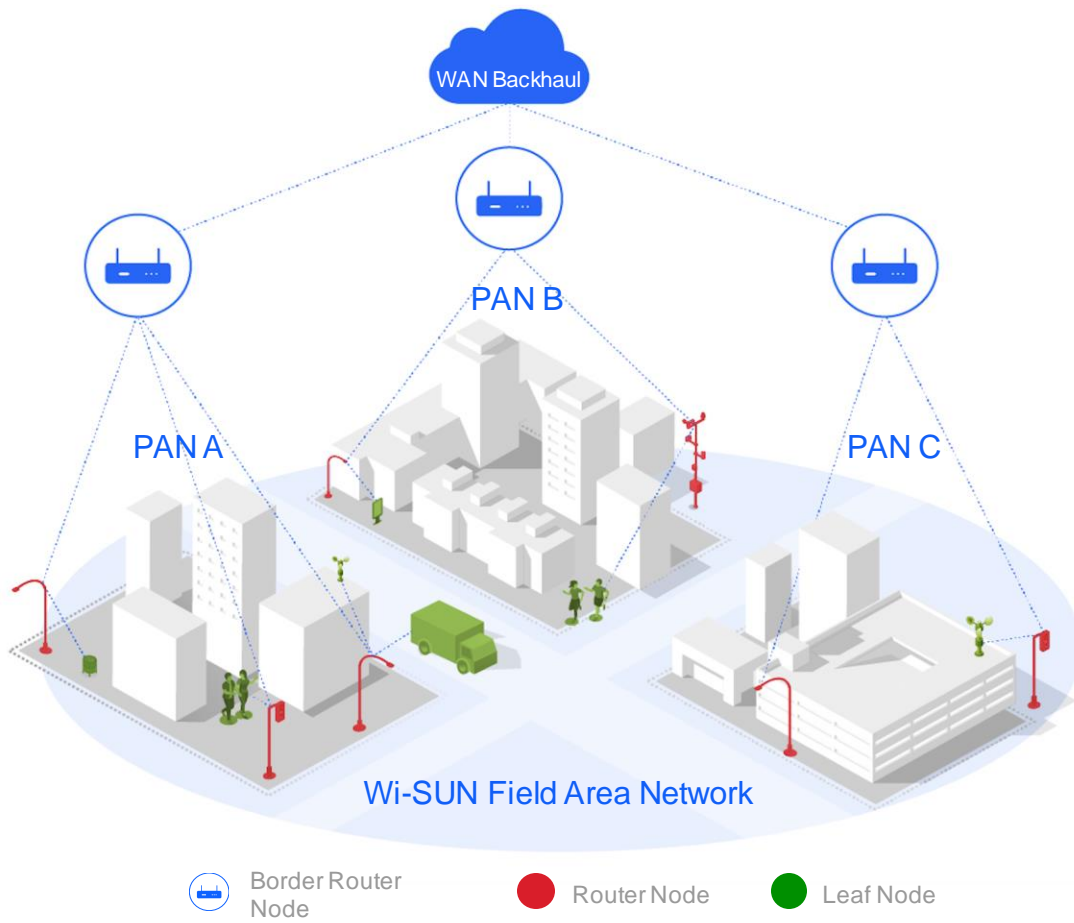 WAN Backhaul
PAN B
PAN A
PAN C
Wi-SUN Field Area Network
Border Router
Node
Router Node
Leaf Node